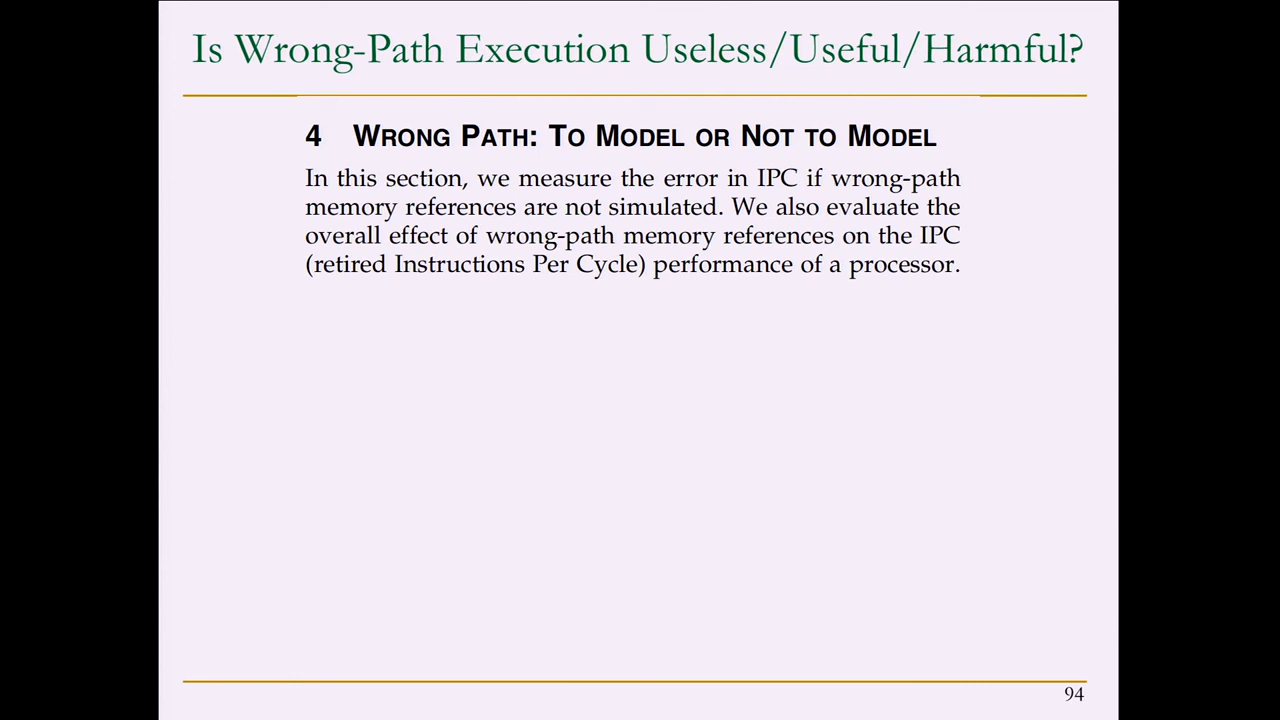 Is Wrong-Path Execution Useless/Useful/Harmful?
4 WRONG PATH: TO MODEL OR NOT TO MODEL
In this section, we measure the error in IPC if wrong-path
memory references are not simulated. We also evaluate the
overall effect of wrong-path memory references on the IPC
(retired Instructions Per Cycle) performance of a processor.
94